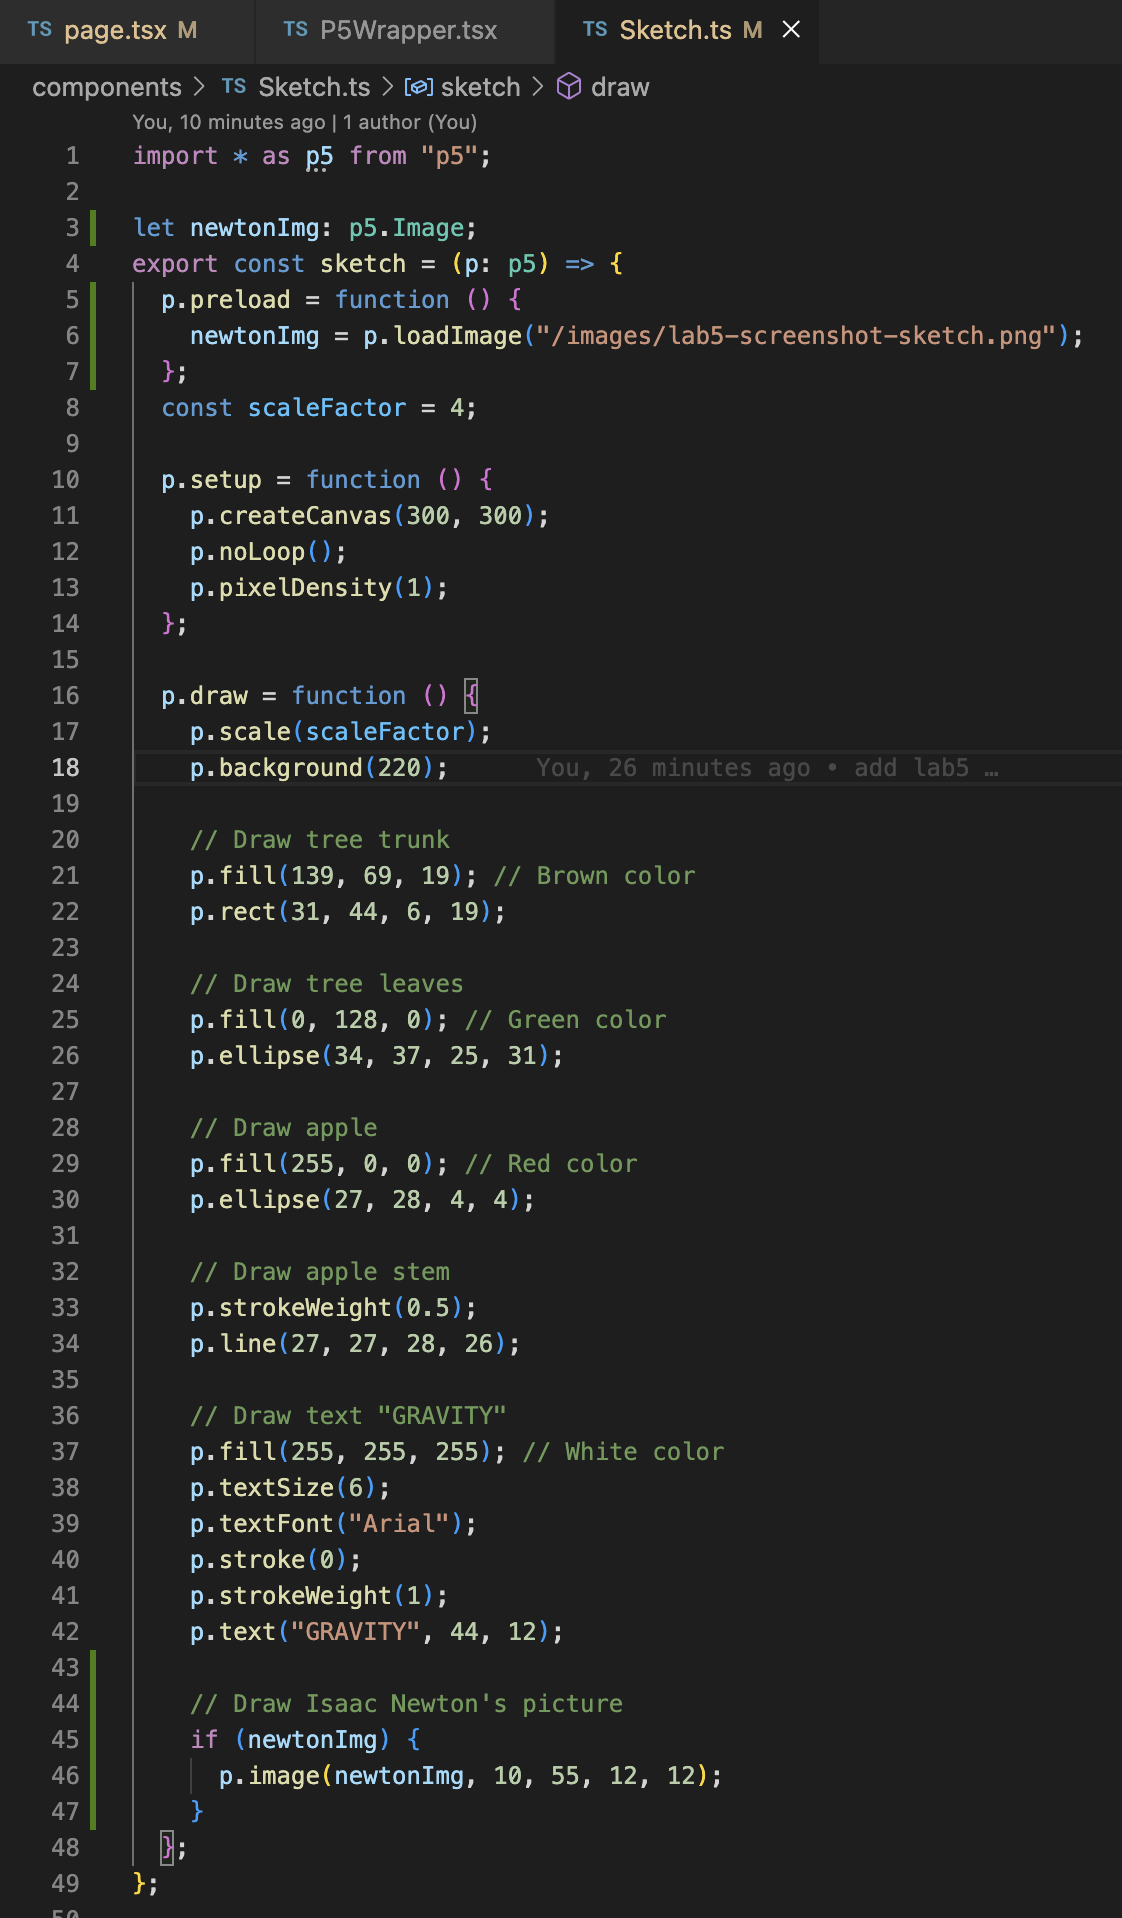 TS page.tsx M TS P5Wrapper.tsx TS Sketch.ts M
components > TS Sketch.ts > sketch > draw
You, 10 minutes ago | 1 author (You)
1 import * as p5 from "p5";
2
3 let newtonImg: p5.Image;
4 export const sketch = (p: p5) => {
5 p.preload = function () {
6 newtonImg = p.loadImage("/images/lab5-screenshot-sketch.png");
7 };
8 const scaleFactor = 4;
9
10 p.setup = function () {
11 p.createCanvas(300, 300);
12 p.noLoop();
13 p.pixelDensity(1);
14 };
15
16 p.draw = function () {
17 p.scale(scaleFactor);
18 p.background(220); You, 26 minutes ago • add lab5 …
19
20 // Draw tree trunk
21 p.fill(139, 69, 19); // Brown color
22 p.rect(31, 44, 6, 19);
23
24 // Draw tree leaves
25 p.fill(0, 128, 0); // Green color
26 p.ellipse(34, 37, 25, 31);
27
28 // Draw apple
29 p.fill(255, 0, 0); // Red color
30 p.ellipse(27, 28, 4, 4);
31
32 // Draw apple stem
33 p.strokeWeight(0.5);
34 p.line(27, 27, 28, 26);
35
36 // Draw text "GRAVITY"
37 p.fill(255, 255, 255); // White color
38 p.textSize(6);
39 p.textFont("Arial");
40 p.stroke(0);
41 p.strokeWeight(1);
42 p.text("GRAVITY", 44, 12);
43
44 // Draw Isaac Newton's picture
45 if (newtonImg) {
46 p.image(newtonImg, 10, 55, 12, 12);
47 }
48 };
49 };
50